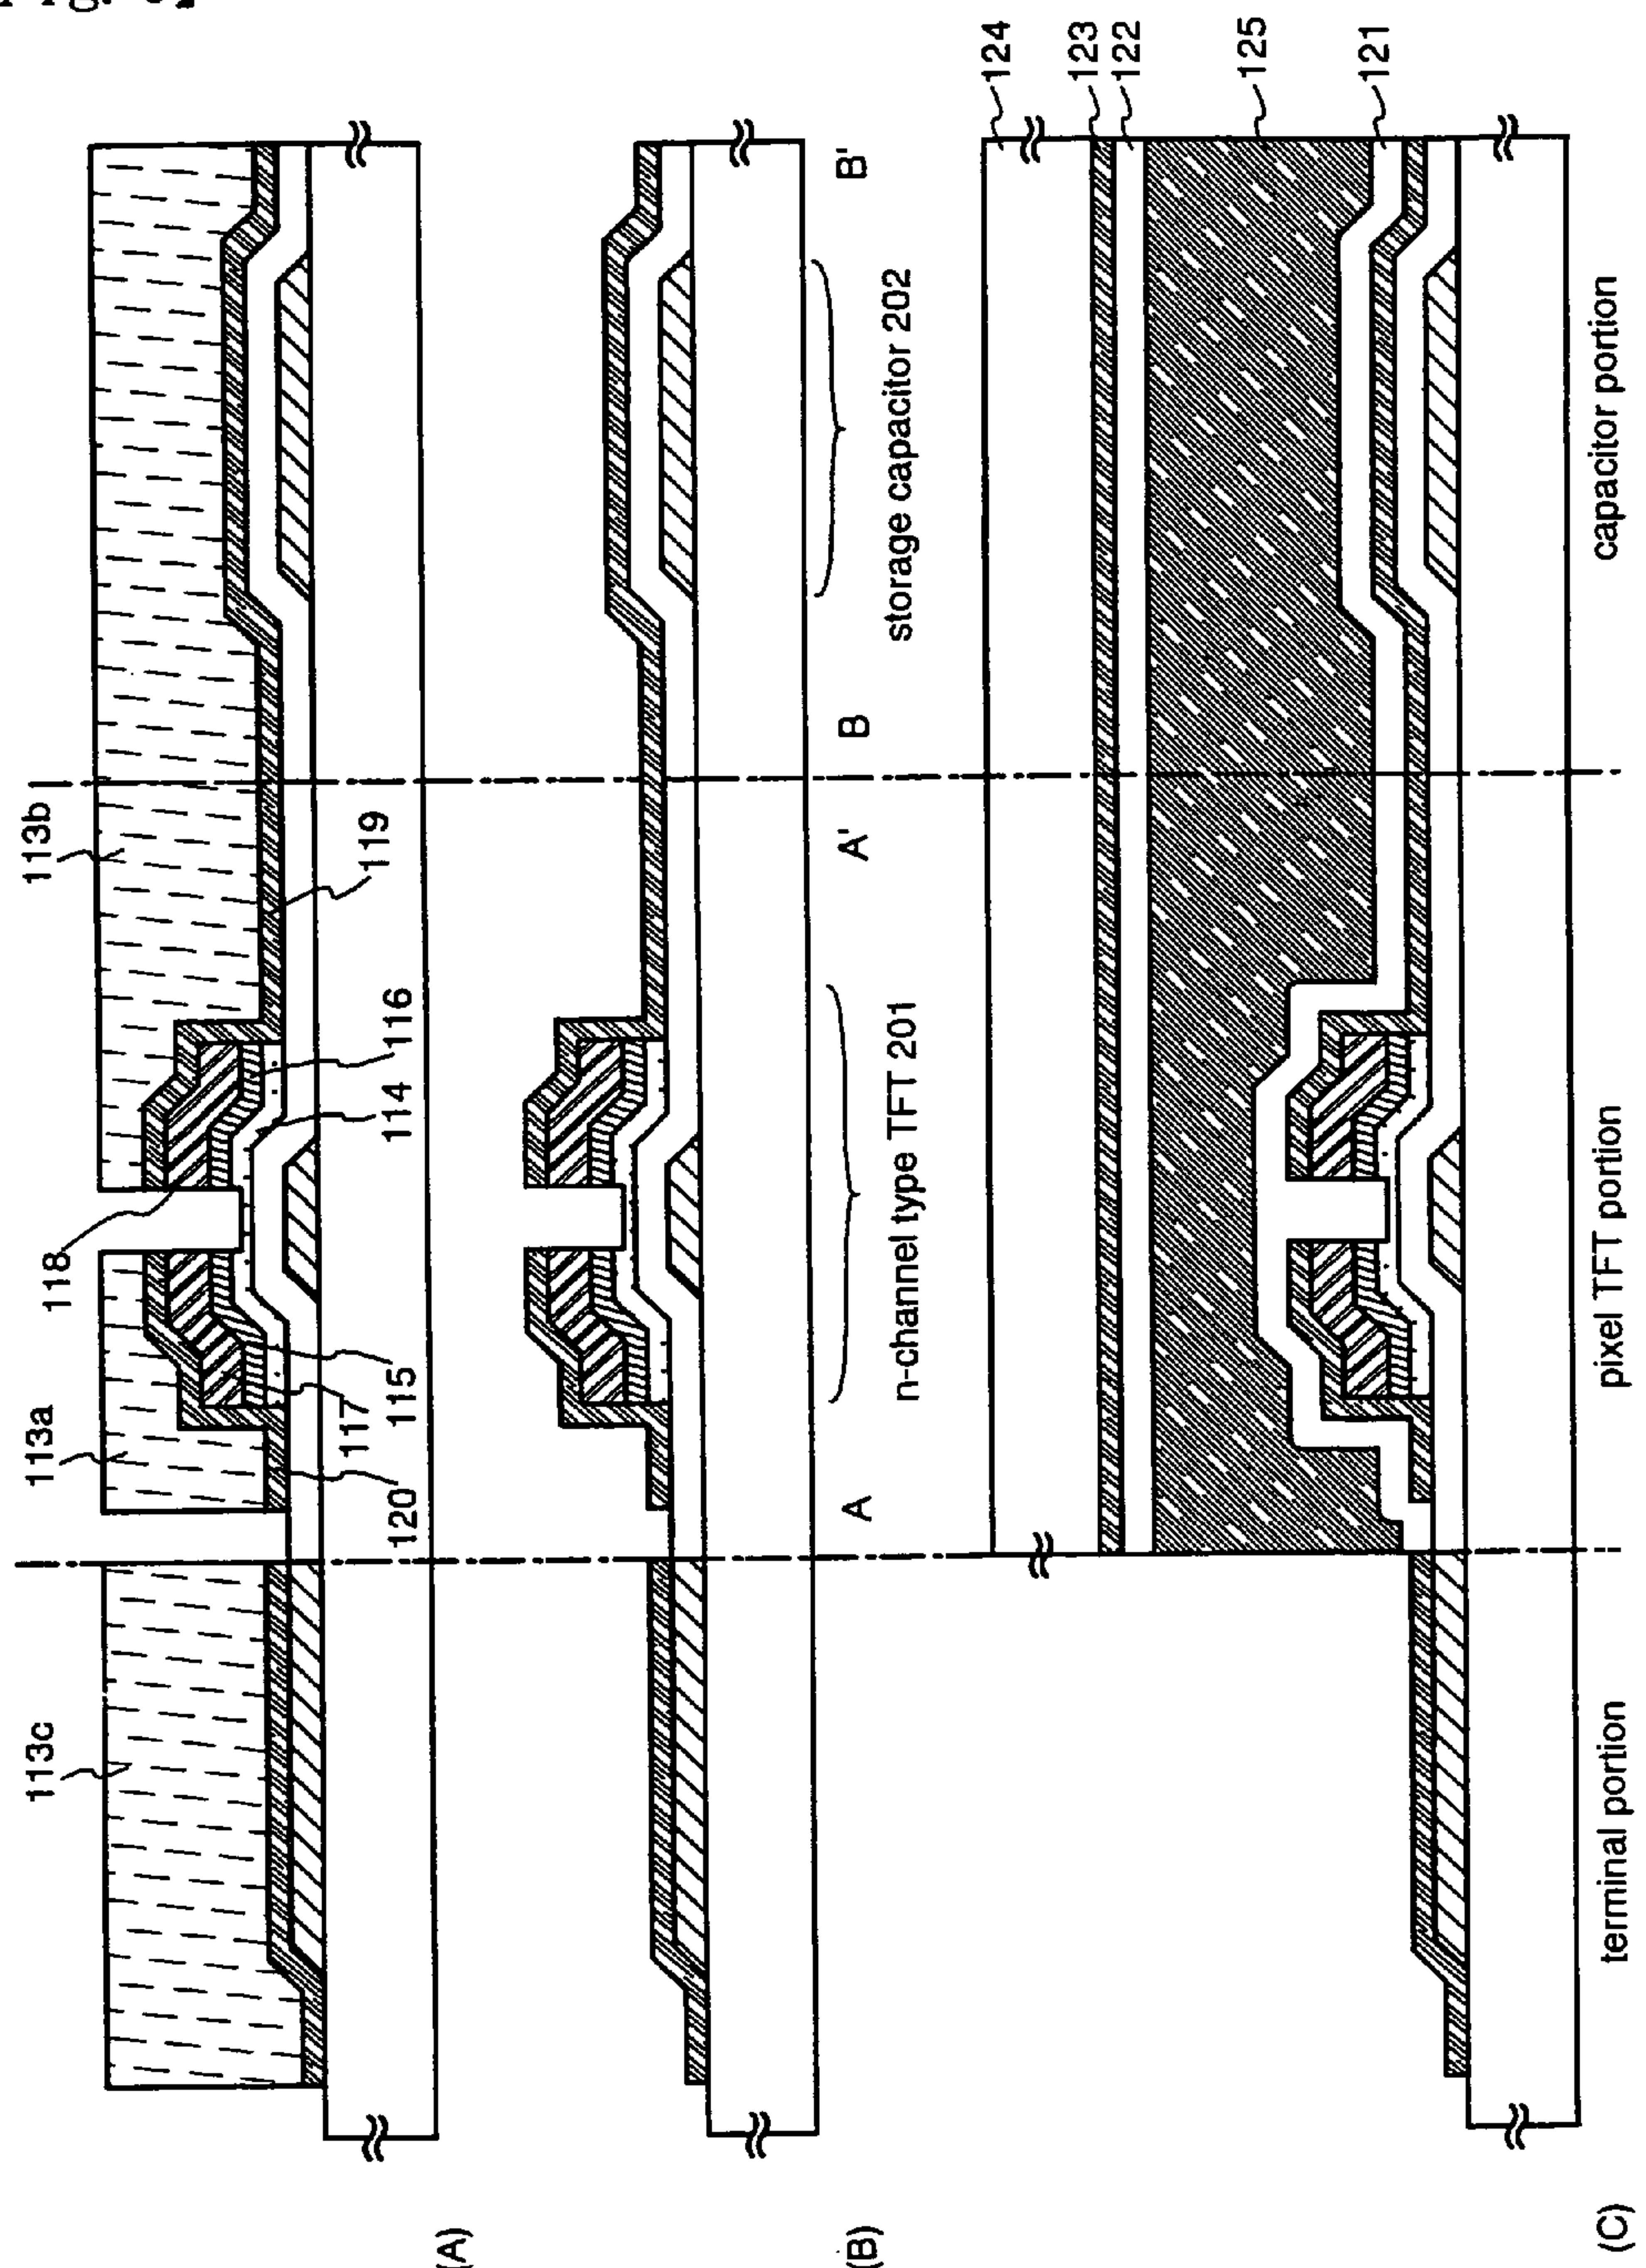 113c
113a
118
113b
120
117
115
114
116
119
(A)
n-channel type TFT 201
storage capacitor 202
A
A'
B
B'
(B)
124
123
122
125
121
terminal portion
pixel TFT portion
capacitor portion
(C)